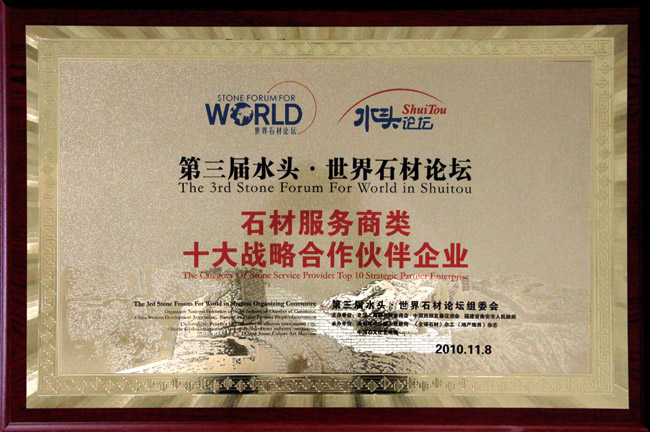 STONE FORUM FOR
WORLD
世界石材论坛
ShuiTou
水头论坛
第三届水头·世界石材论坛
The 3rd Stone Forum For World in Shuitou
石材服务商类
十大战略合作伙伴企业
The Category Of Stone Service Provider Top 10 Strategic Partner Enterprise
The 3rd Stone Forum For World in Shuitou Organizing Committee
第三届水头·世界石材论坛组委会
2010.11.8